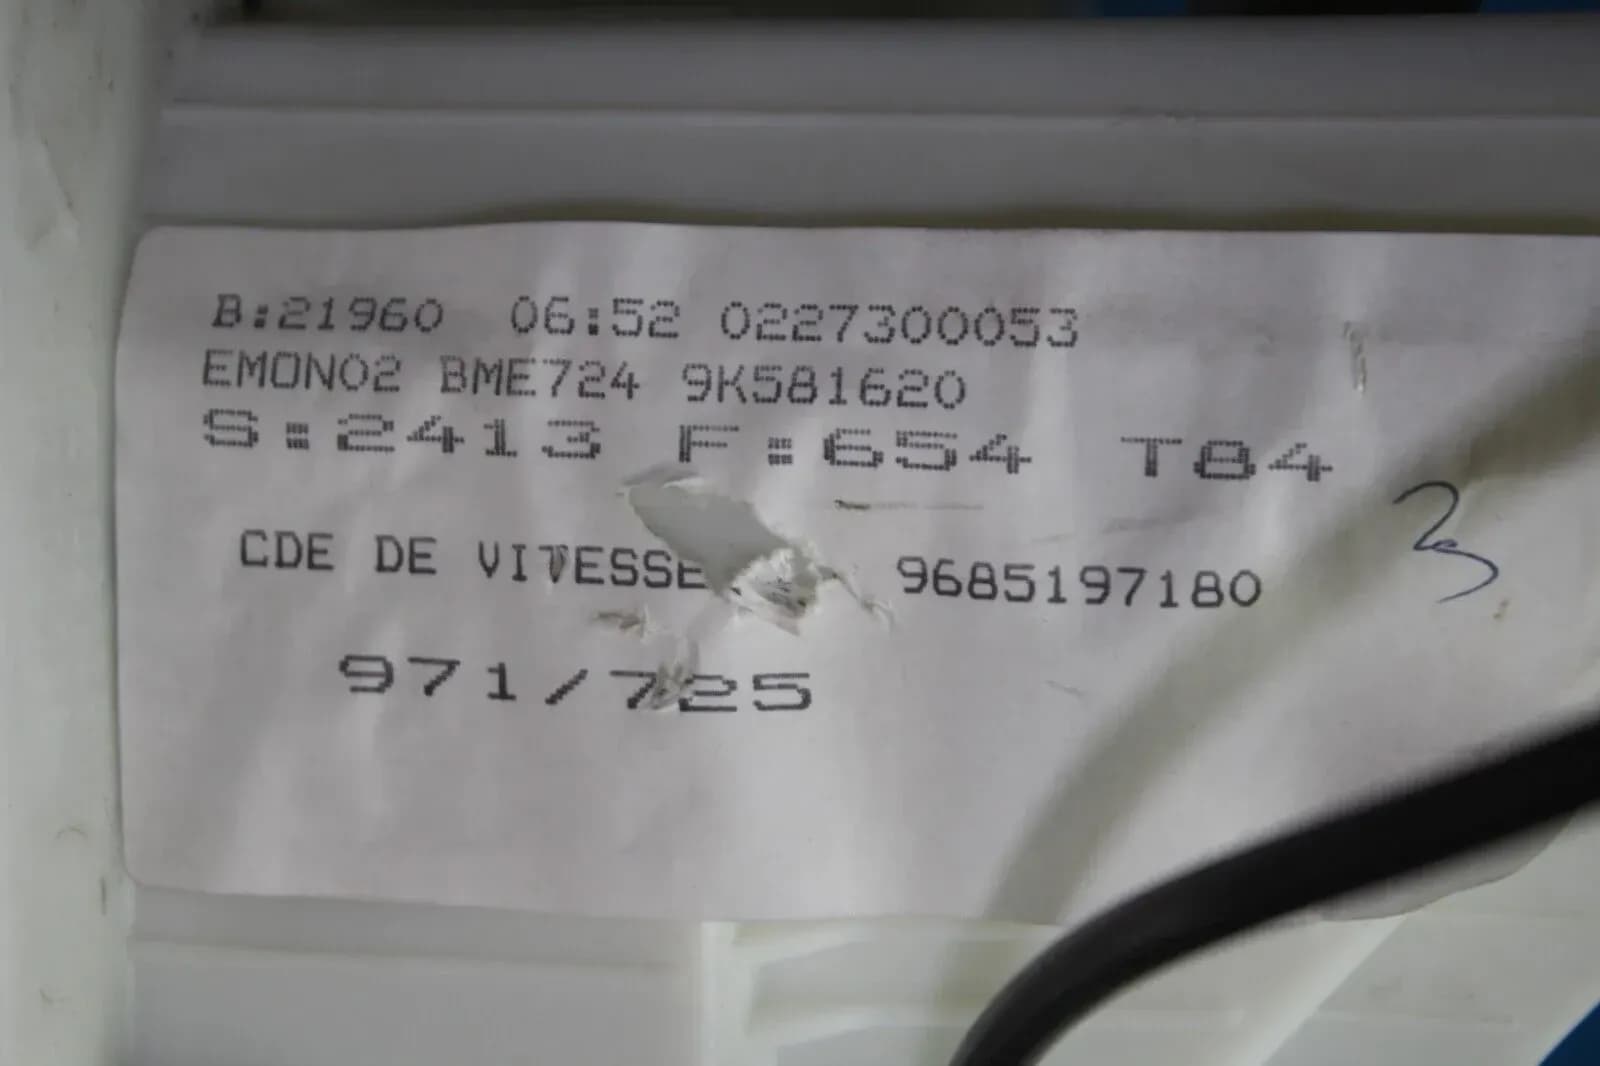 B:21960 06:52 0227300053
EMON02 BME724 9K581620
S:2413 F:654 T84
CDE DE VITESSE 9685197180
971/725